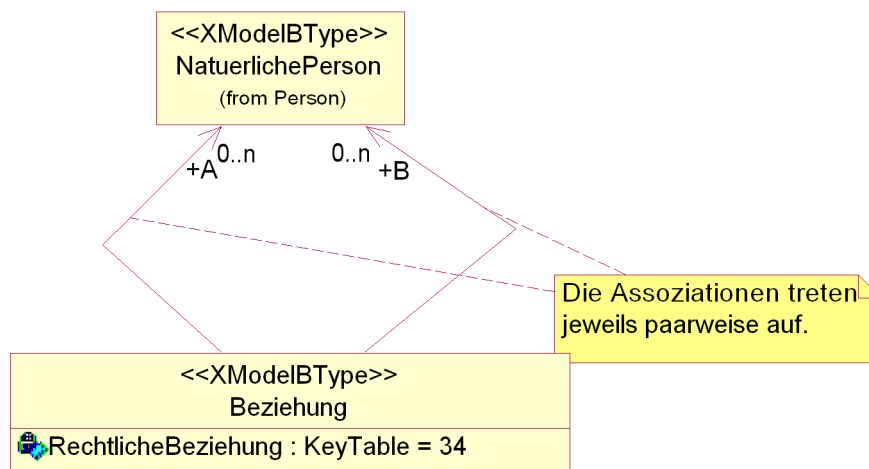 <<XModelBType>>
NatuerlichePerson
(from Person)
0..n
0..n
+A
+B
Die Assoziationen treten
jeweils paarweise auf.
<<XModelBType>>
Beziehung
RechtlicheBeziehung : KeyTable = 34